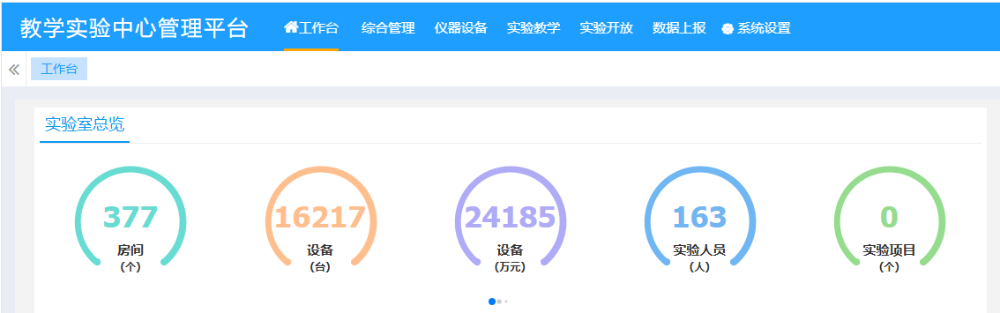 教学实验中心管理平台 工作台 综合管理 仪器设备 实验教学 实验开放 数据上报 系统设置
工作台
实验室总览
377 16217 24185 163 0
房间 设备 设备 实验人员 实验项目
(个) (台) (万元) (人) (个)